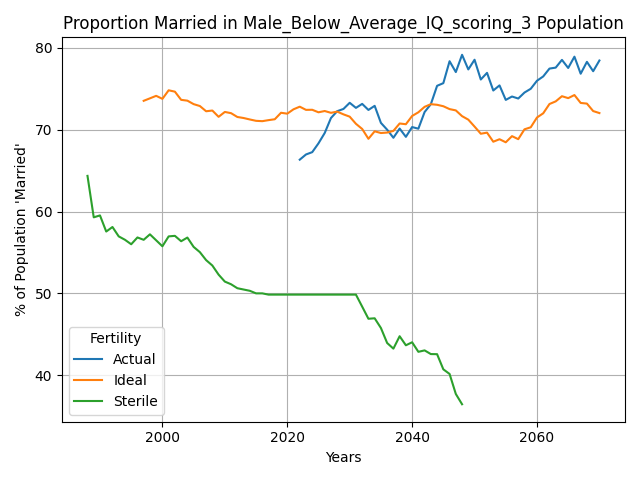 Proportion Married in Male_Below_Average_IQ_scoring_3 Population
% of Population 'Married'
80
70
60
50
40
2000
2020
2040
2060
Years
Fertility
Actual
Ideal
Sterile